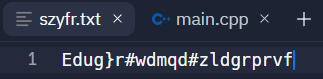 szyfr.txt × main.cpp ×
1 Edug}r#wdmqd#zldgrprvf